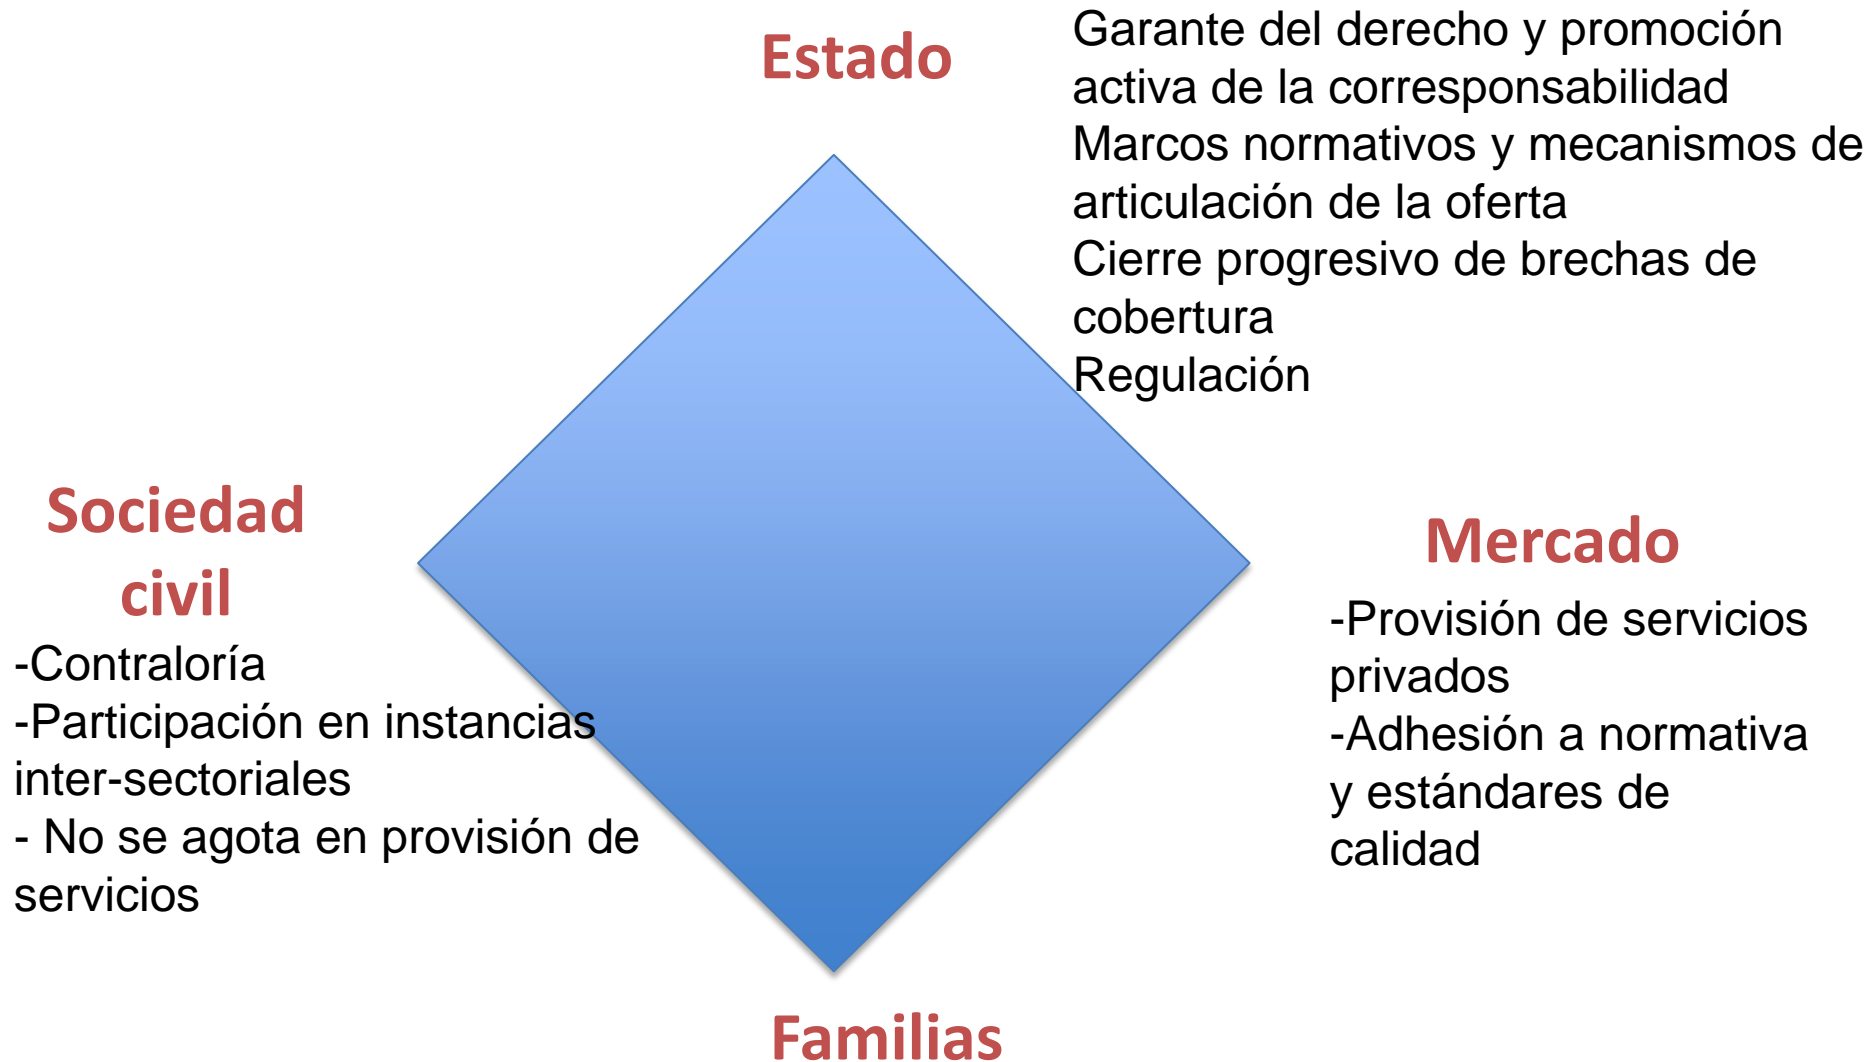 Estado
Garante del derecho y promoción
activa de la corresponsabilidad
Marcos normativos y mecanismos de
articulación de la oferta
Cierre progresivo de brechas de
cobertura
Regulación
Sociedad
civil
-Contraloría
-Participación en instancias
inter-sectoriales
- No se agota en provisión de
servicios
Mercado
-Provisión de servicios
privados
-Adhesión a normativa
y estándares de
calidad
Familias